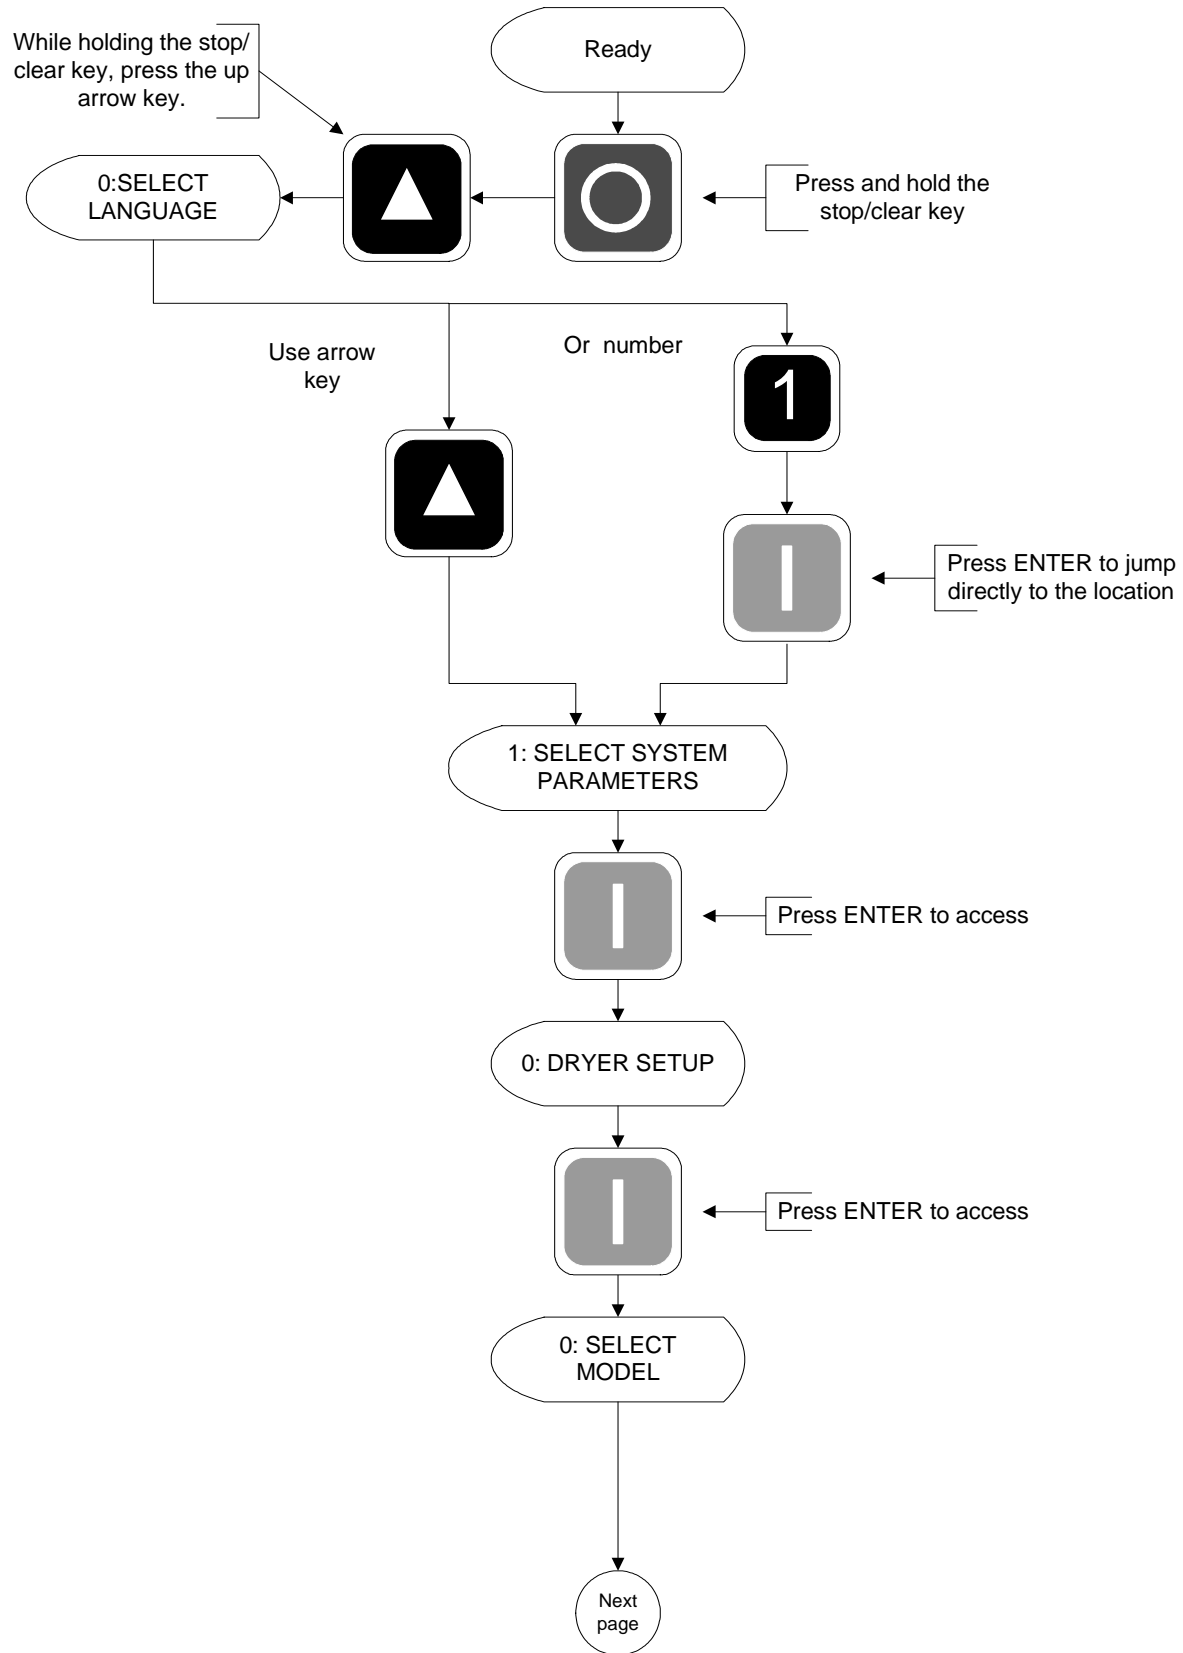 While holding the stop/
clear key, press the up
arrow key.
Ready
0:SELECT
LANGUAGE
Press and hold the
stop/clear key
Use arrow
key
Or number
1
Press ENTER to jump
directly to the location
1: SELECT SYSTEM
PARAMETERS
Press ENTER to access
0: DRYER SETUP
Press ENTER to access
0: SELECT
MODEL
Next
page